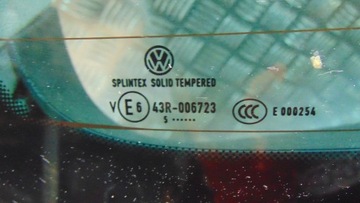 VW
SPLINTEX SOLID TEMPERED
V E6 43R-006723
S ······
CCC E 000254